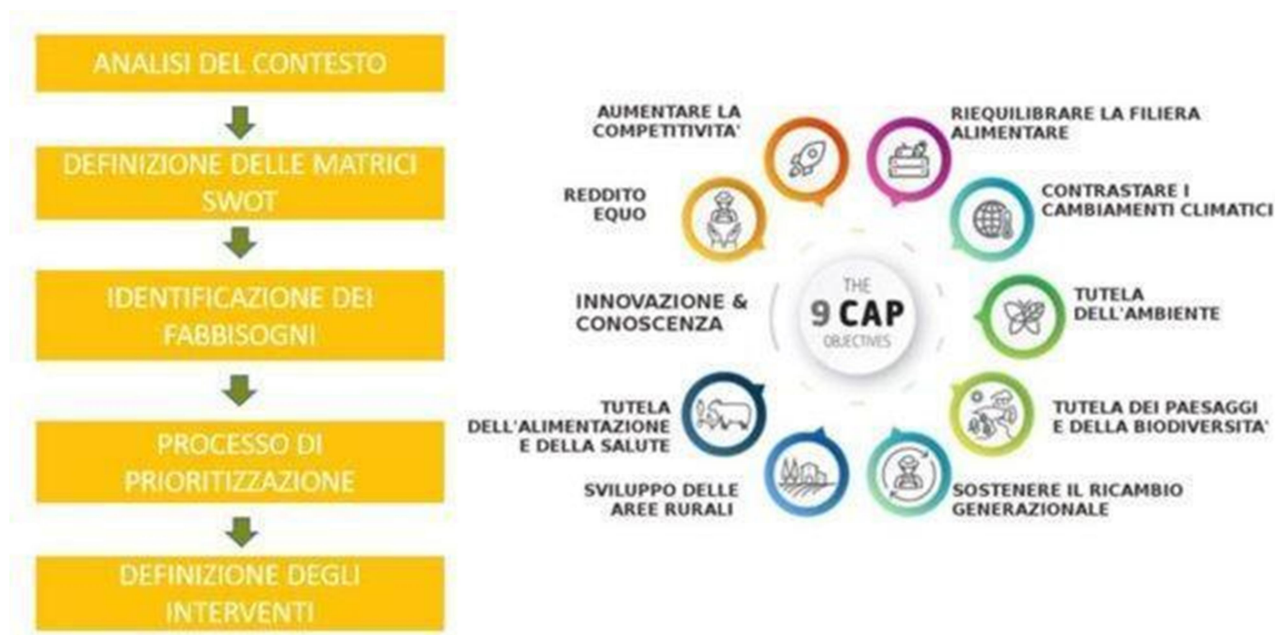 ANALISI DEL CONTESTO
DEFINIZIONE DELLE MATRICI
SWOT
IDENTIFICAZIONE DEI
FABBISOGNI
PROCESSO DI
PRIORITIZZAZIONE
DEFINIZIONE DEGLI
INTERVENTI
AUMENTARE LA
COMPETITIVITA'
RIEQUILIBRARE LA FILIERA
ALIMENTARE
REDDITO
EQUO
CONTRASTARE I
CAMBIAMENTI CLIMATICI
INNOVAZIONE &
CONOSCENZA
THE
9 CAP
OBJECTIVES
TUTELA
DELL'AMBIENTE
TUTELA
DELL'ALIMENTAZIONE
E DELLA SALUTE
TUTELA DEI PAESAGGI
E DELLA BIODIVERSITA'
SVILUPPO DELLE
AREE RURALI
SOSTENERE IL RICAMBIO
GENERAZIONALE